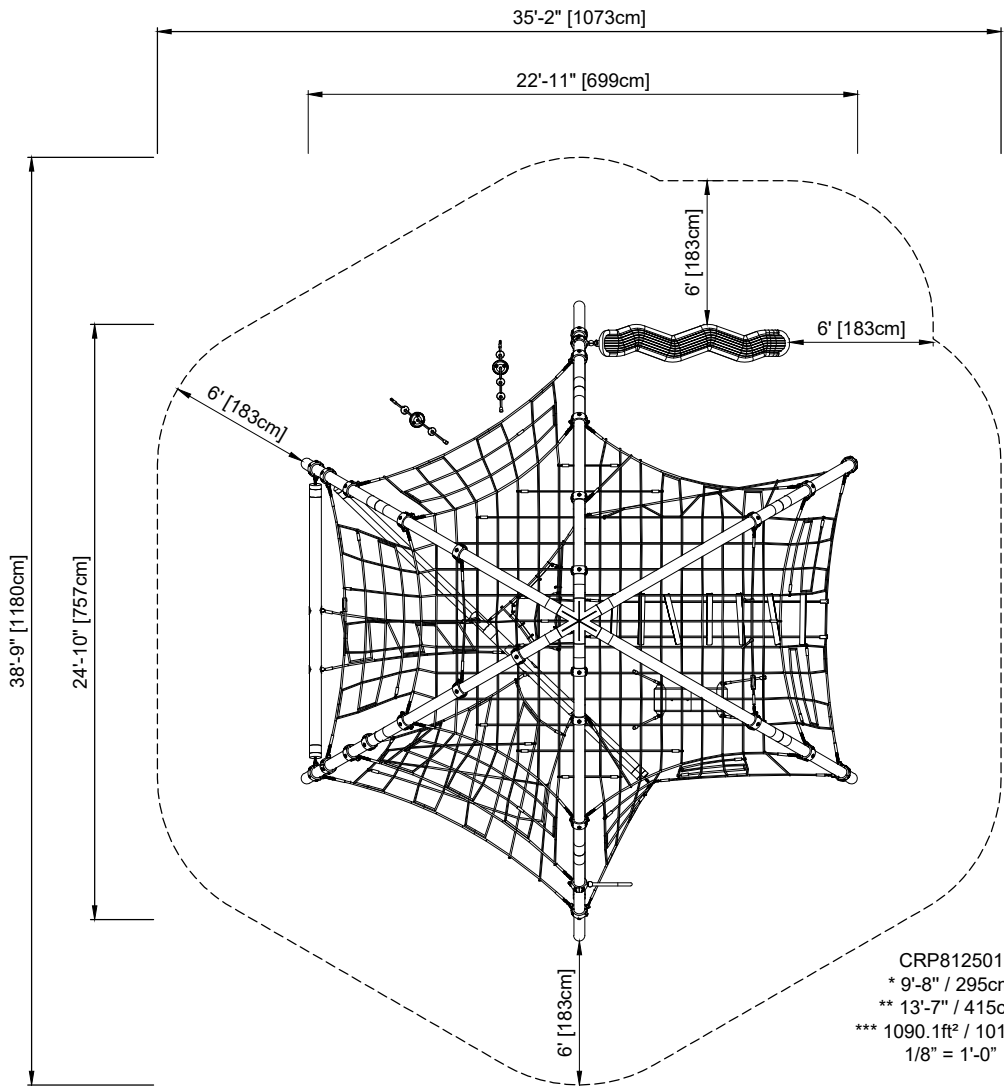 35'-2" [1073cm]
22'-11" [699cm]
6' [183cm]
6' [183cm]
6' [183cm]
38'-9" [1180cm]
24'-10" [757cm]
6' [183cm]
CRP812501
* 9'-8" / 295cm
** 13'-7" / 415c
*** 1090.1ft² / 101
1/8” = 1'-0”